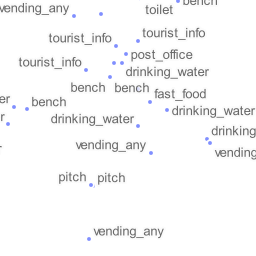 bench
vending_any
toilet
tourist_info
tourist_info
post_office
tourist_info
drinking_water
bench
bench
fast_food
bench
drinking_water
drinking_water
drinking
vending_any
vending
pitch
pitch
vending_any